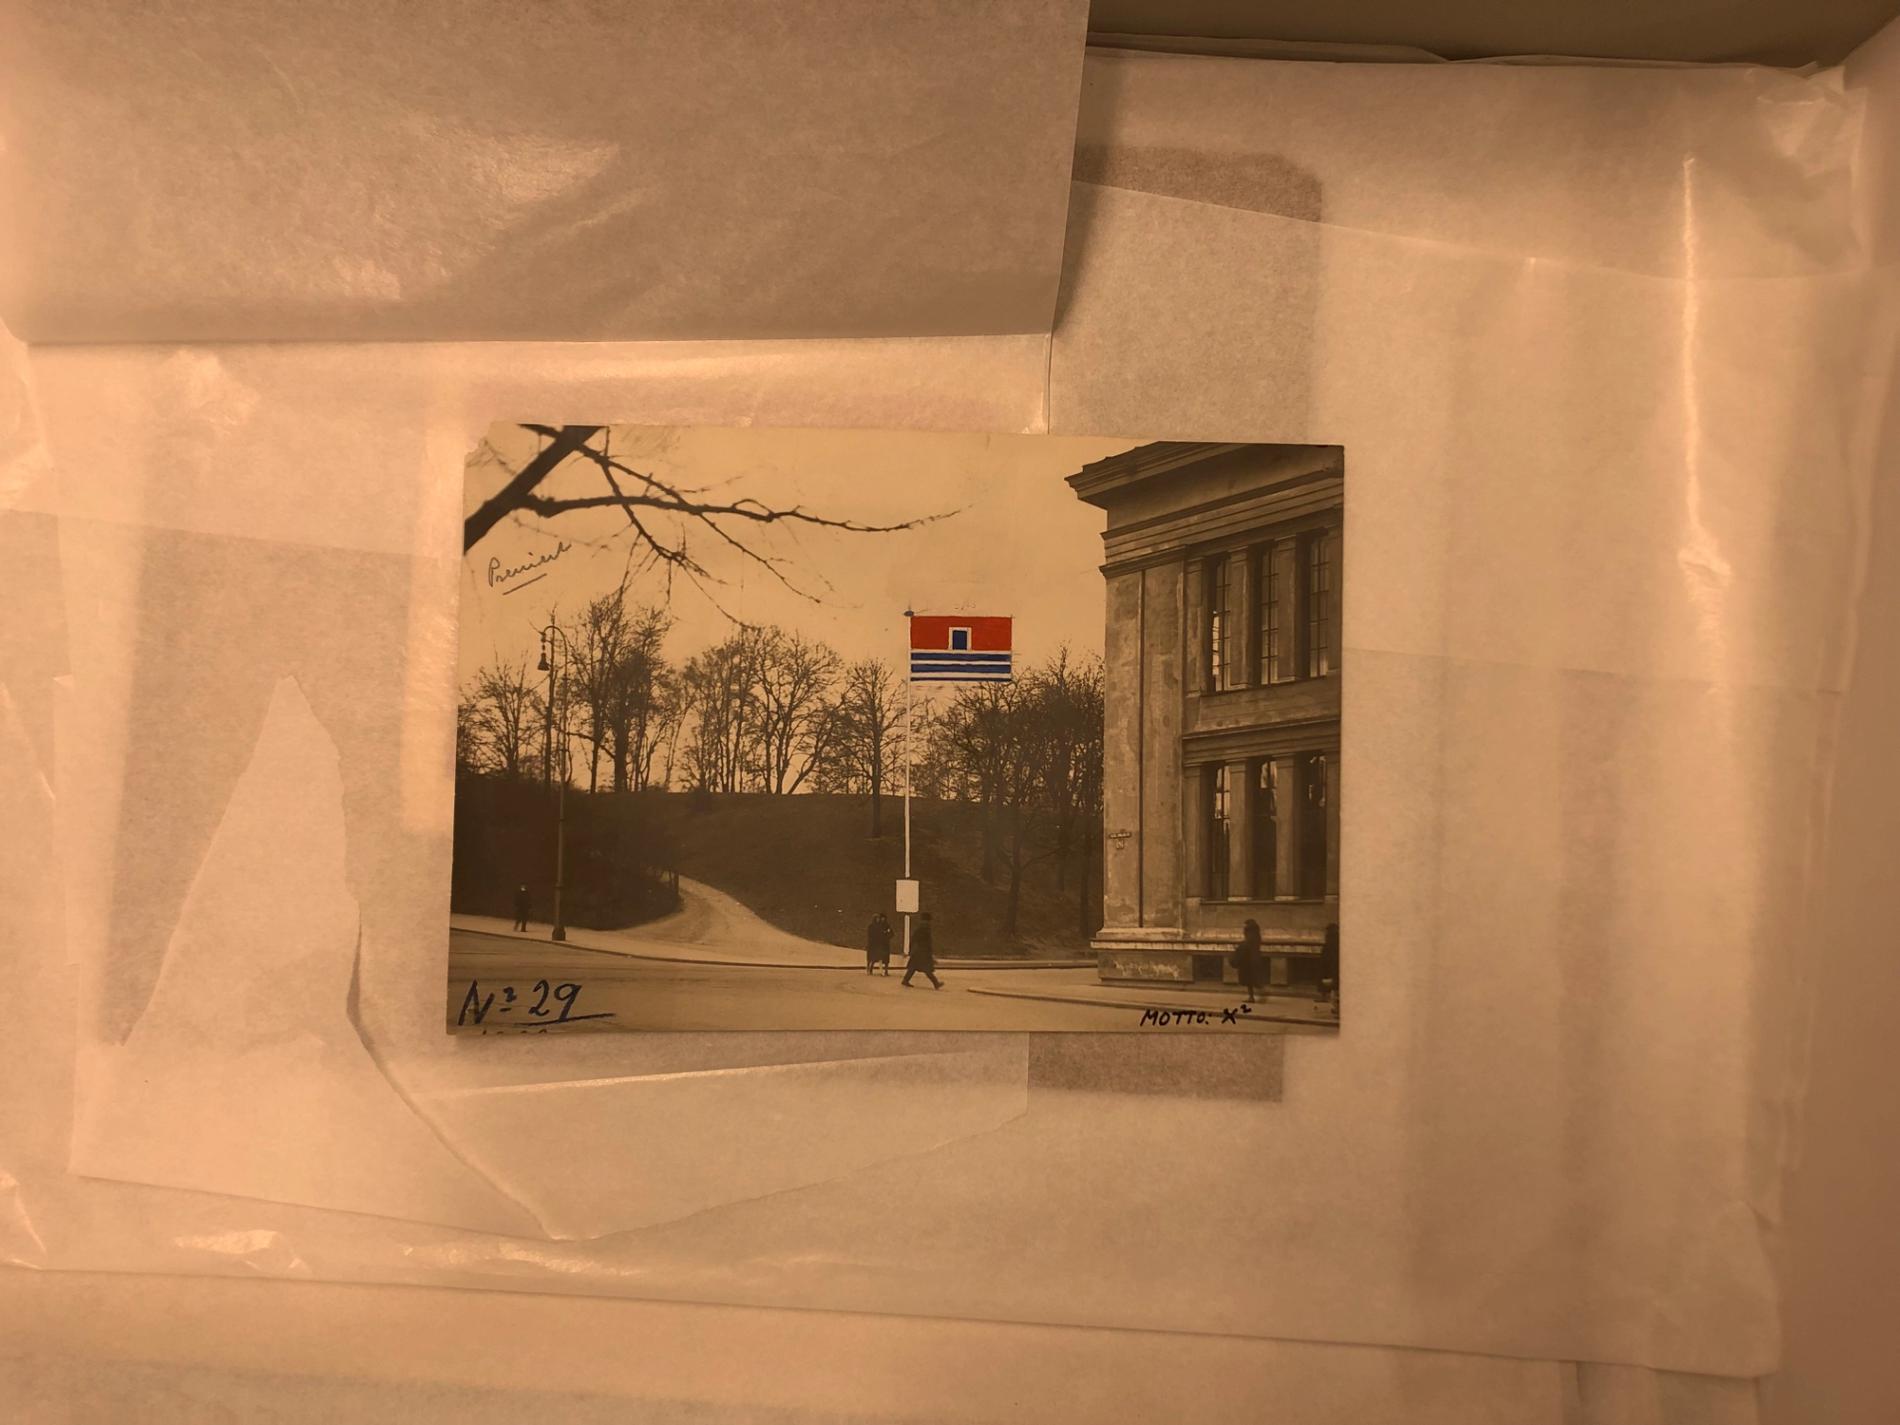 Premiert
Nº 29
MOTTO: X²